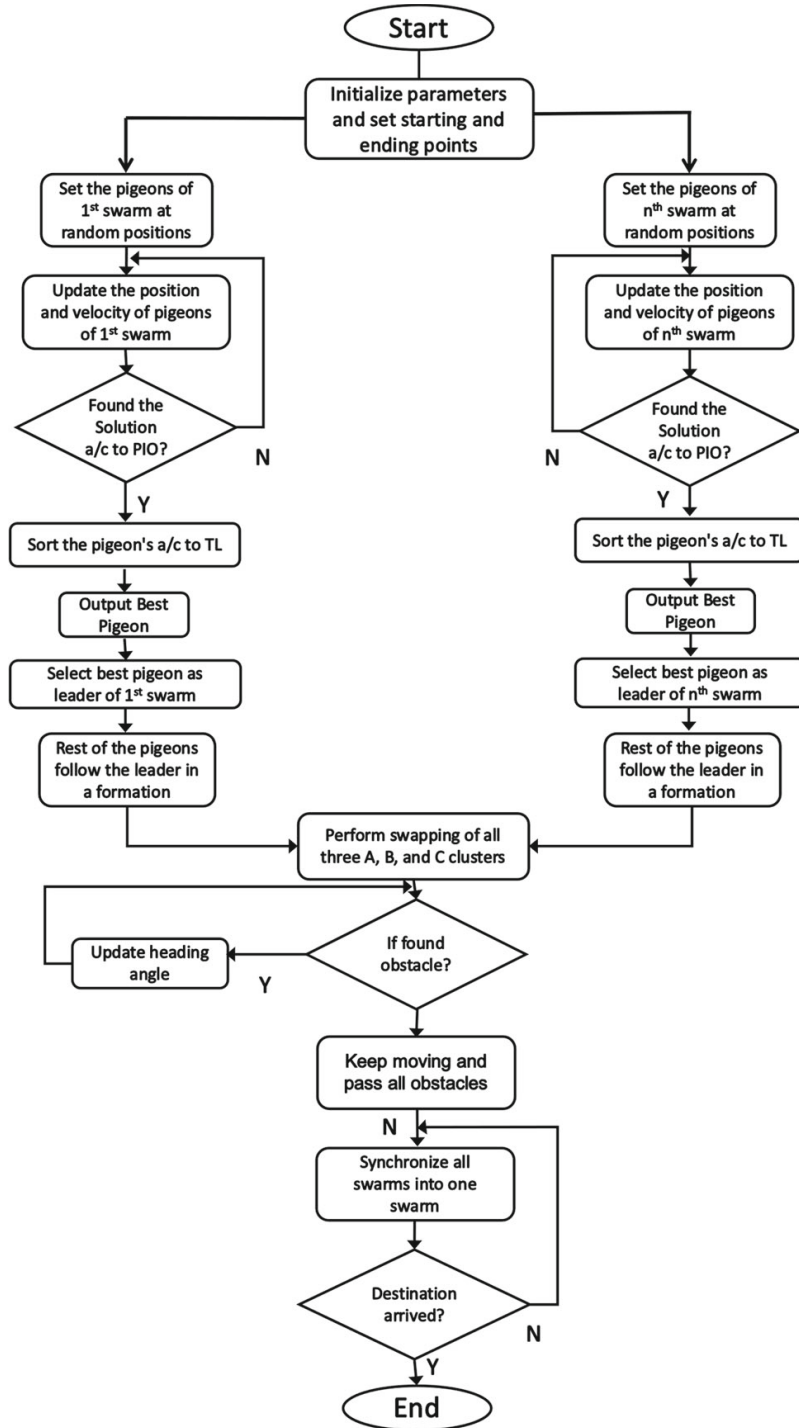 Start
Initialize parameters
and set starting and
ending points
Set the pigeons of
1st swarm at
random positions
Update the position
and velocity of pigeons
of 1st swarm
Found the
Solution
a/c to PIO?
N
Y
Sort the pigeon's a/c to TL
Output Best
Pigeon
Select best pigeon as
leader of 1st swarm
Rest of the pigeons
follow the leader in
a formation
Set the pigeons of
nth swarm at
random positions
Update the position
and velocity of pigeons
of nth swarm
Found the
Solution
a/c to PIO?
N
Y
Sort the pigeon's a/c to TL
Output Best
Pigeon
Select best pigeon as
leader of nth swarm
Rest of the pigeons
follow the leader in
a formation
Perform swapping of all
three A, B, and C clusters
If found
obstacle?
Y
Update heading
angle
Keep moving and
pass all obstacles
N
Synchronize all
swarms into one
swarm
Destination
arrived?
N
Y
End